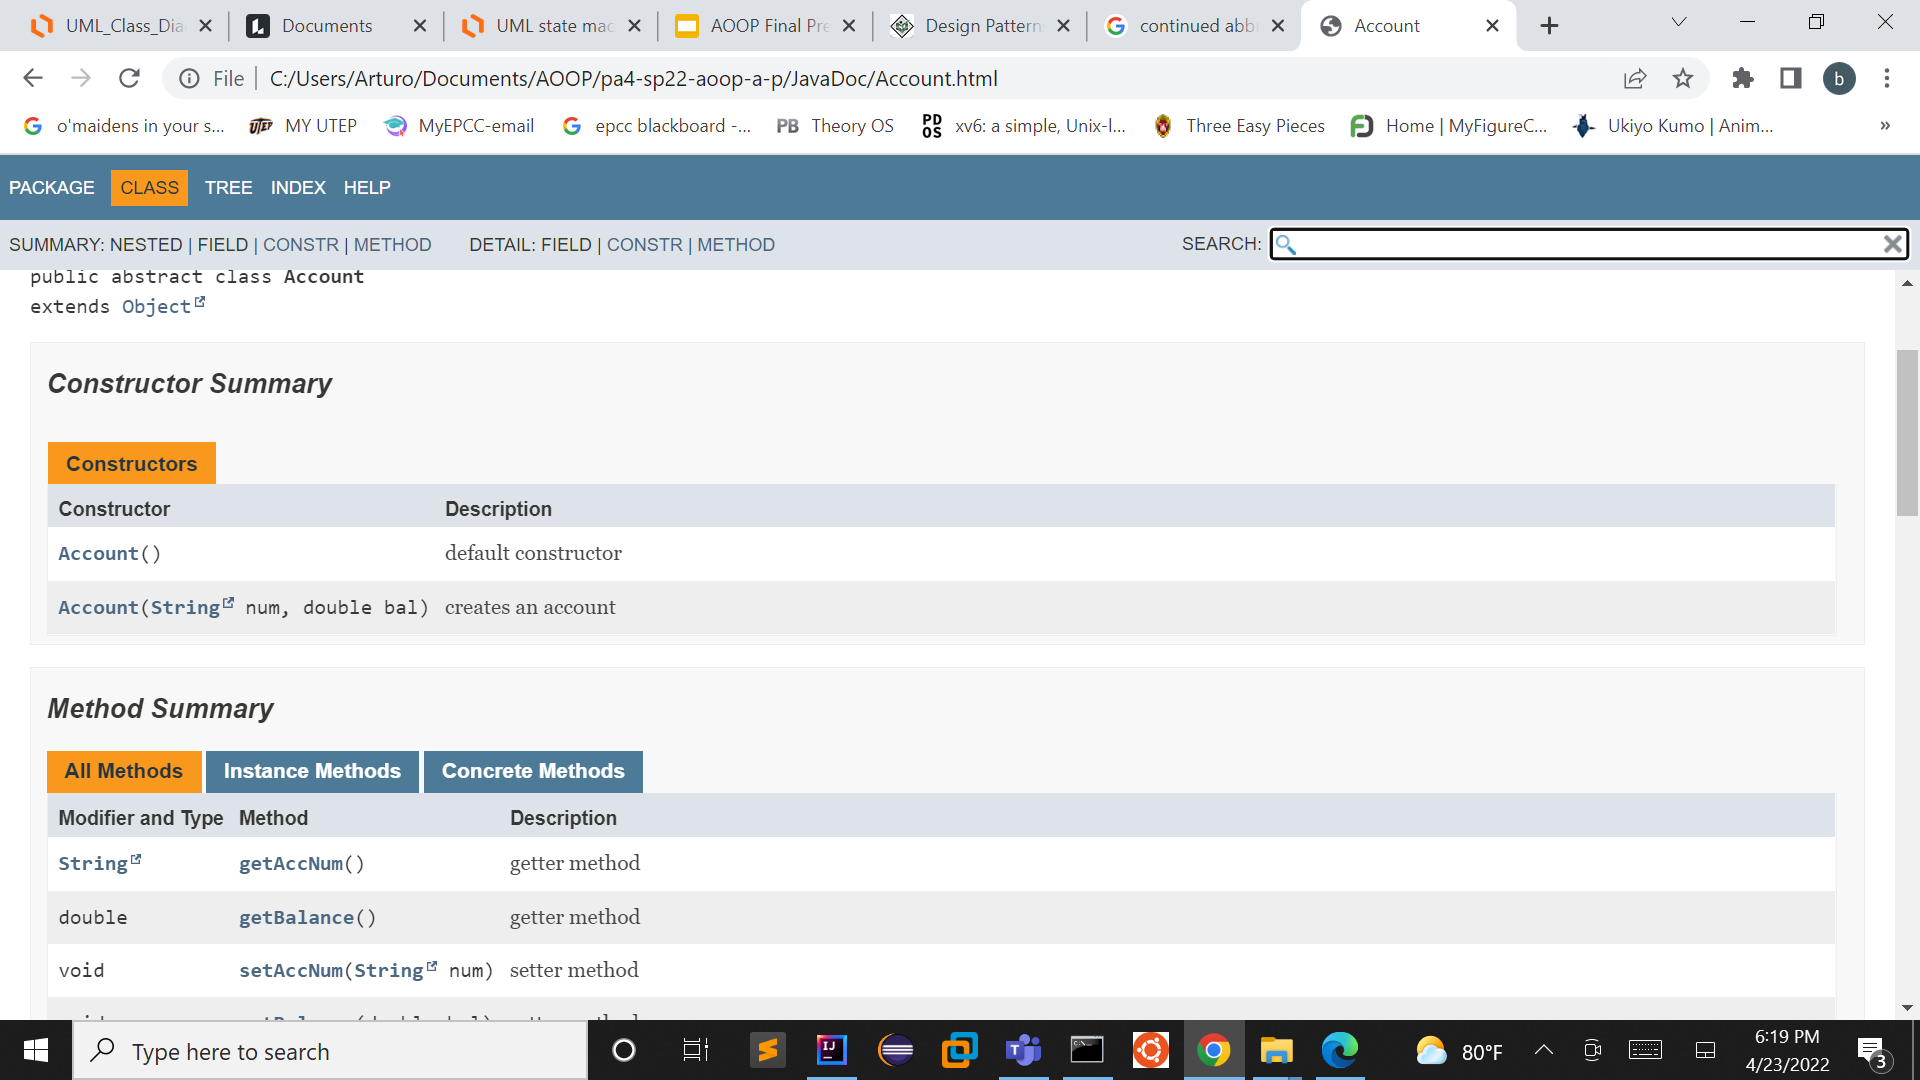 UML_Class_Dia
Documents
UML state mac
AOOP Final Pre
Design Pattern
continued abb
Account
File
C:/Users/Arturo/Documents/AOOP/pa4-sp22-aoop-a-p/JavaDoc/Account.html
b
o'maidens in your s...
UTEP
MY UTEP
MyEPCC-email
epcc blackboard -...
PB
Theory OS
PD
OS
xv6: a simple, Unix-l...
Three Easy Pieces
Home | MyFigureC...
Ukiyo Kumo | Anim...
»
PACKAGE CLASS TREE INDEX HELP
SUMMARY: NESTED | FIELD | CONSTR | METHOD DETAIL: FIELD | CONSTR | METHOD SEARCH:
public abstract class Account
extends Object
Constructor Summary
Constructors
Constructor Description
Account() default constructor
Account(String num, double bal) creates an account
Method Summary
All Methods Instance Methods Concrete Methods
Modifier and Type Method Description
String getAccNum() getter method
double getBalance() getter method
void setAccNum(String num) setter method
Type here to search
IJ
80°F
6:19 PM
4/23/2022
3